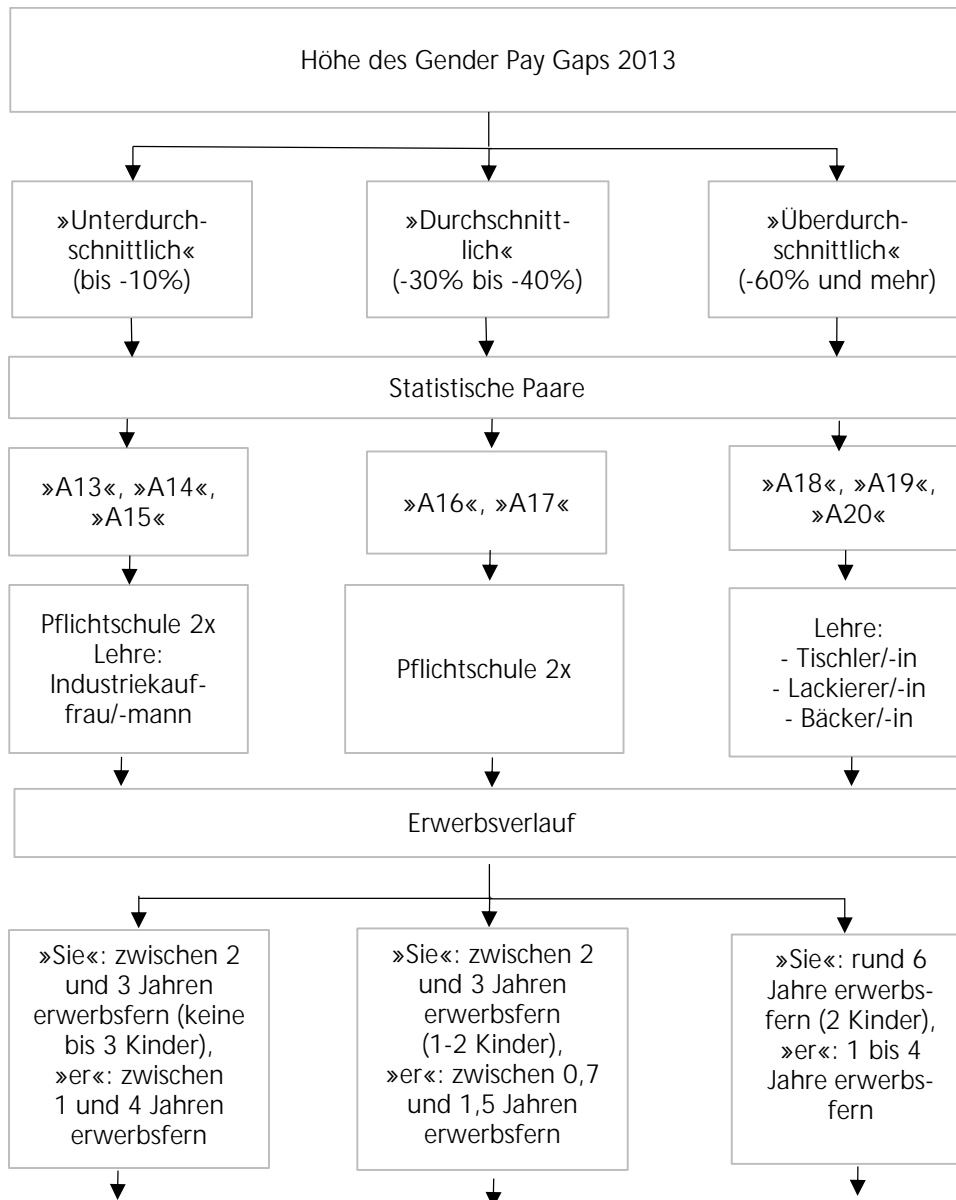 Höhe des Gender Pay Gaps 2013
»Unterdurch-
schnittlich«
(bis -10%)
»Durchschnitt-
lich«
(-30% bis -40%)
»Überdurch-
schnittlich«
(-60% und mehr)
Statistische Paare
»A13«, »A14«,
»A15«
»A16«, »A17«
»A18«, »A19«,
»A20«
Pflichtschule 2x
Lehre:
Industriekauf-
frau/-mann
Pflichtschule 2x
Lehre:
- Tischler/-in
- Lackierer/-in
- Bäcker/-in
Erwerbsverlauf
»Sie«: zwischen 2
und 3 Jahren
erwerbsfern (keine
bis 3 Kinder),
»er«: zwischen
1 und 4 Jahren
erwerbsfern
»Sie«: zwischen 2
und 3 Jahren
erwerbsfern
(1-2 Kinder),
»er«: zwischen 0,7
und 1,5 Jahren
erwerbsfern
»Sie«: rund 6
Jahre erwerbs-
fern (2 Kinder),
»er«: 1 bis 4
Jahre erwerbs-
fern